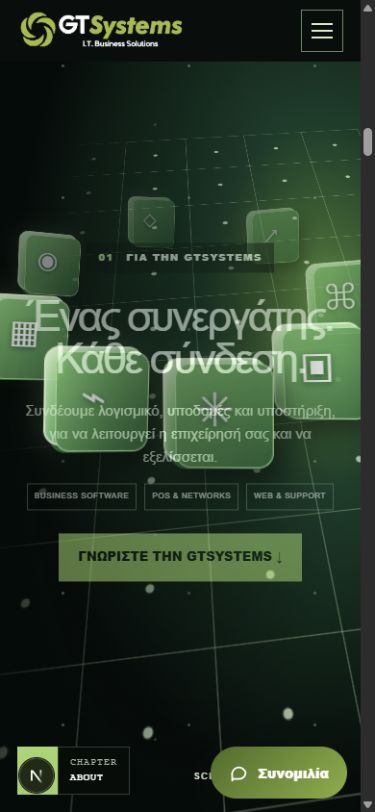 GTSystems
I.T. Business Solutions
01 ΓΙΑ ΤΗΝ GTSYSTEMS
Ένας συνεργάτης.
Κάθε σύνδεση.
Συνδέουμε λογισμικό, υποδομές και υποστήριξη,
για να λειτουργεί η επιχείρησή σας και να
εξελίσσεται.
BUSINESS SOFTWARE
POS & NETWORKS
WEB & SUPPORT
ΓΝΩΡΙΣΤΕ ΤΗΝ GTSYSTEMS ↓
CHAPTER
ABOUT
N
Συνομιλία